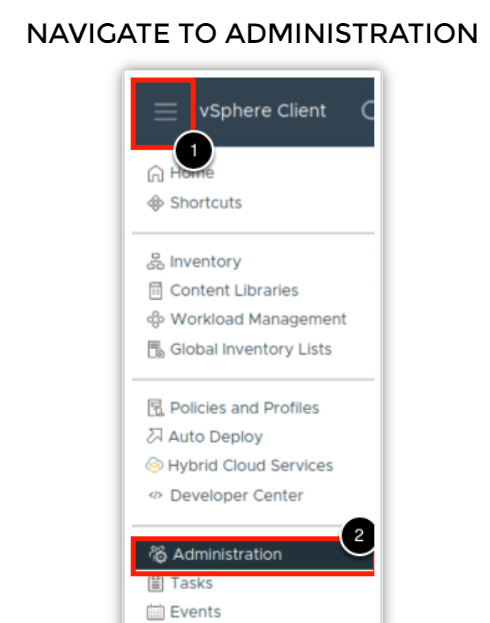 NAVIGATE TO ADMINISTRATION
vSphere Client
1
Home
Shortcuts
Inventory
Content Libraries
Workload Management
Global Inventory Lists
Policies and Profiles
Auto Deploy
Hybrid Cloud Services
Developer Center
2
Administration
Tasks
Events